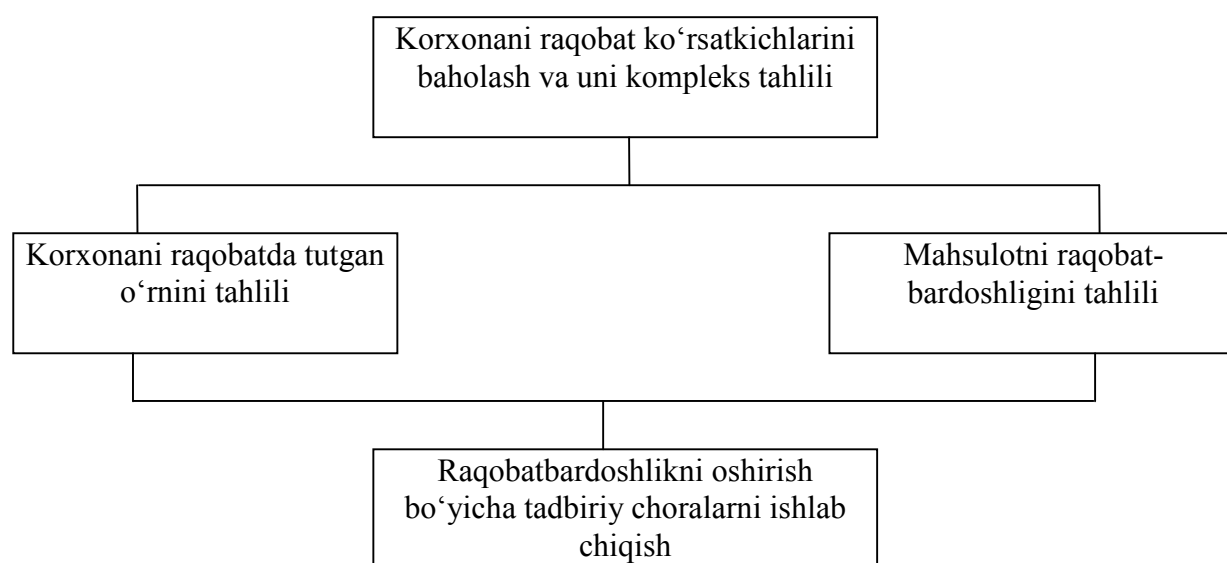 Korxonani raqobat ko‘rsatkichlarini
baholash va uni kompleks tahlili
Korxonani raqobatda tutgan
o‘rnini tahlili
Mahsulotni raqobat-
bardoshligini tahlili
Raqobatbardoshlikni oshirish
bo‘yicha tadbiriy choralarni ishlab
chiqish